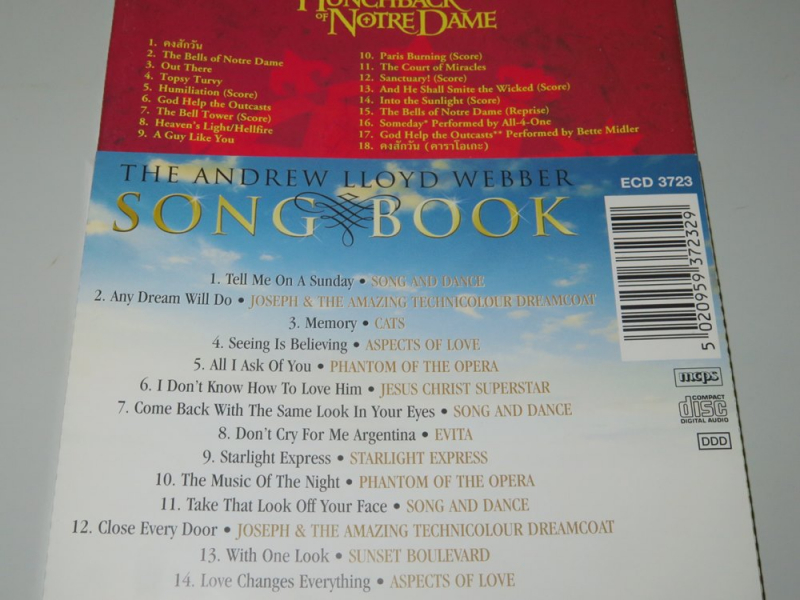 HUNCHBACK
OF NOTRE DAME
1. คงสักวัน
2. The Bells of Notre Dame
3. Out There
4. Topsy Turvy
5. Humiliation (Score)
6. God Help the Outcasts
7. The Bell Tower (Score)
8. Heaven's Light/Hellfire
9. A Guy Like You
10. Paris Burning (Score)
11. The Court of Miracles
12. Sanctuary! (Score)
13. And He Shall Smite the Wicked (Score)
14. Into the Sunlight (Score)
15. The Bells of Notre Dame (Reprise)
16. Someday* Performed by All-4-One
17. God Help the Outcasts** Performed by Bette Midler
18. คงสักวัน (คาราโอเกะ)
THE ANDREW LLOYD WEBBER
SONG BOOK
ECD 3723
5 020959 372329
1. Tell Me On A Sunday • SONG AND DANCE
2. Any Dream Will Do • JOSEPH & THE AMAZING TECHNICOLOUR DREAMCOAT
3. Memory • CATS
4. Seeing Is Believing • ASPECTS OF LOVE
5. All I Ask Of You • PHANTOM OF THE OPERA
6. I Don't Know How To Love Him • JESUS CHRIST SUPERSTAR
7. Come Back With The Same Look In Your Eyes • SONG AND DANCE
8. Don't Cry For Me Argentina • EVITA
9. Starlight Express • STARLIGHT EXPRESS
10. The Music Of The Night • PHANTOM OF THE OPERA
11. Take That Look Off Your Face • SONG AND DANCE
12. Close Every Door • JOSEPH & THE AMAZING TECHNICOLOUR DREAMCOAT
13. With One Look • SUNSET BOULEVARD
14. Love Changes Everything • ASPECTS OF LOVE
mcps
COMPACT
disc
DIGITAL AUDIO
DDD